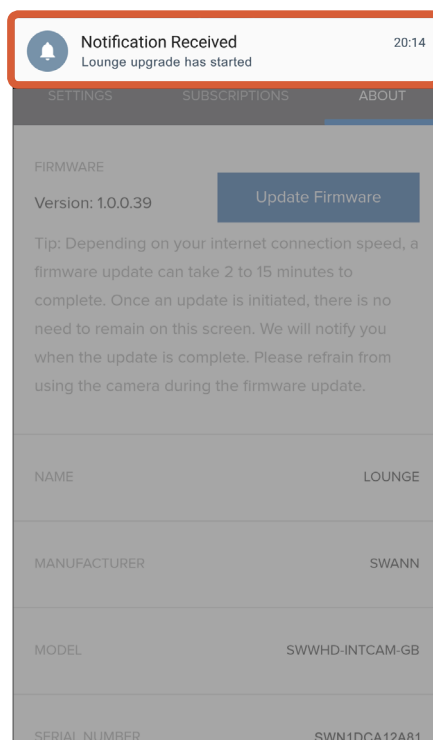 Notification Received 20:14
Lounge upgrade has started
SETTINGS SUBSCRIPTIONS ABOUT
FIRMWARE
Version: 1.0.0.39 Update Firmware
Tip: Depending on your internet connection speed, a
firmware update can take 2 to 15 minutes to
complete. Once an update is initiated, there is no
need to remain on this screen. We will notify you
when the update is complete. Please refrain from
using the camera during the firmware update.
NAME LOUNGE
MANUFACTURER SWANN
MODEL SWWHD-INTCAM-GB
SERIAL NUMBER SWN1DCA12A81